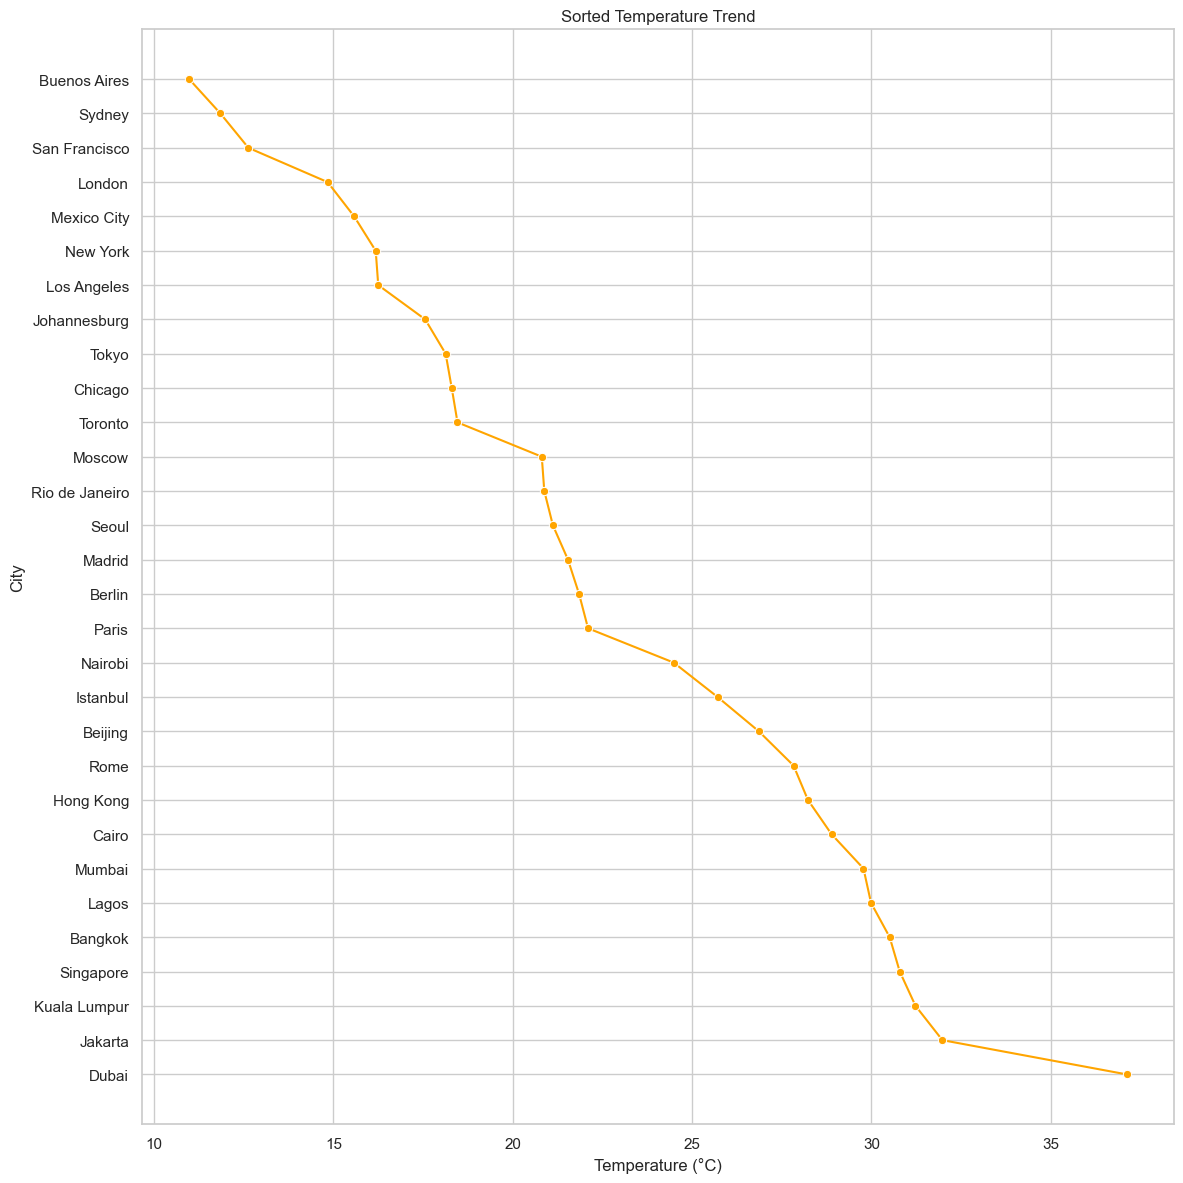 Sorted Temperature Trend
City
Buenos Aires
Sydney
San Francisco
London
Mexico City
New York
Los Angeles
Johannesburg
Tokyo
Chicago
Toronto
Moscow
Rio de Janeiro
Seoul
Madrid
Berlin
Paris
Nairobi
Istanbul
Beijing
Rome
Hong Kong
Cairo
Mumbai
Lagos
Bangkok
Singapore
Kuala Lumpur
Jakarta
Dubai
10 15 20 25 30 35
Temperature (°C)